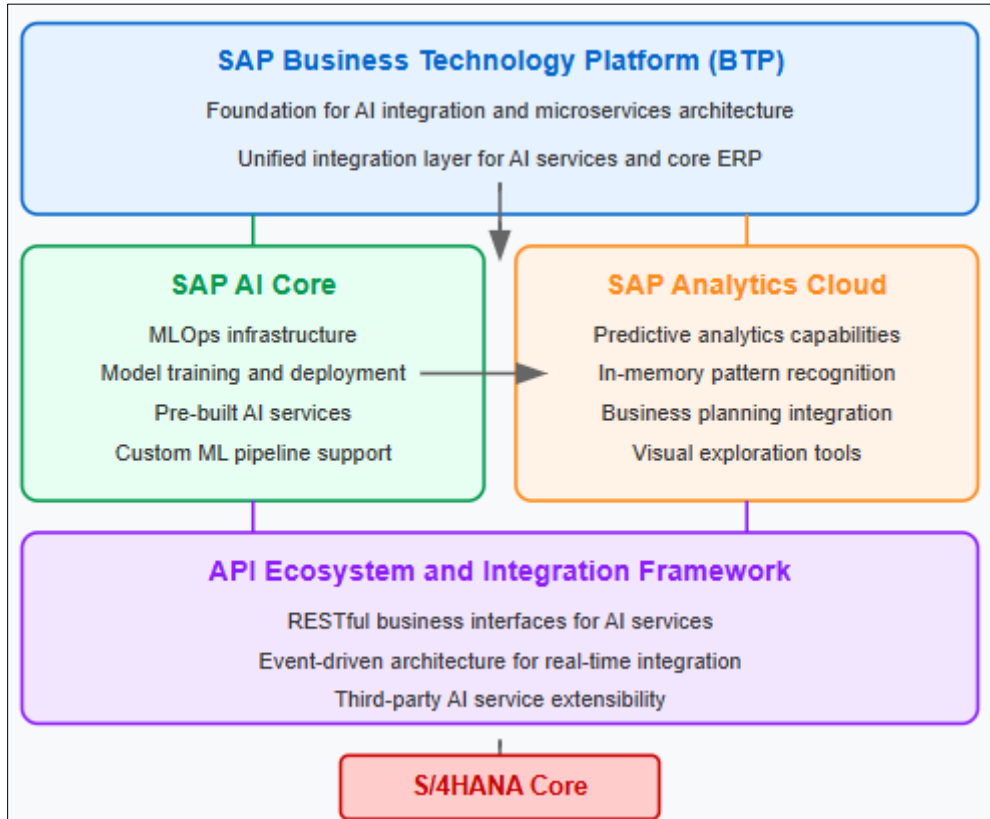 SAP Business Technology Platform (BTP)
Foundation for AI integration and microservices architecture
Unified integration layer for AI services and core ERP
SAP AI Core
MLOps infrastructure
Model training and deployment
Pre-built AI services
Custom ML pipeline support
SAP Analytics Cloud
Predictive analytics capabilities
In-memory pattern recognition
Business planning integration
Visual exploration tools
API Ecosystem and Integration Framework
RESTful business interfaces for AI services
Event-driven architecture for real-time integration
Third-party AI service extensibility
S/4HANA Core